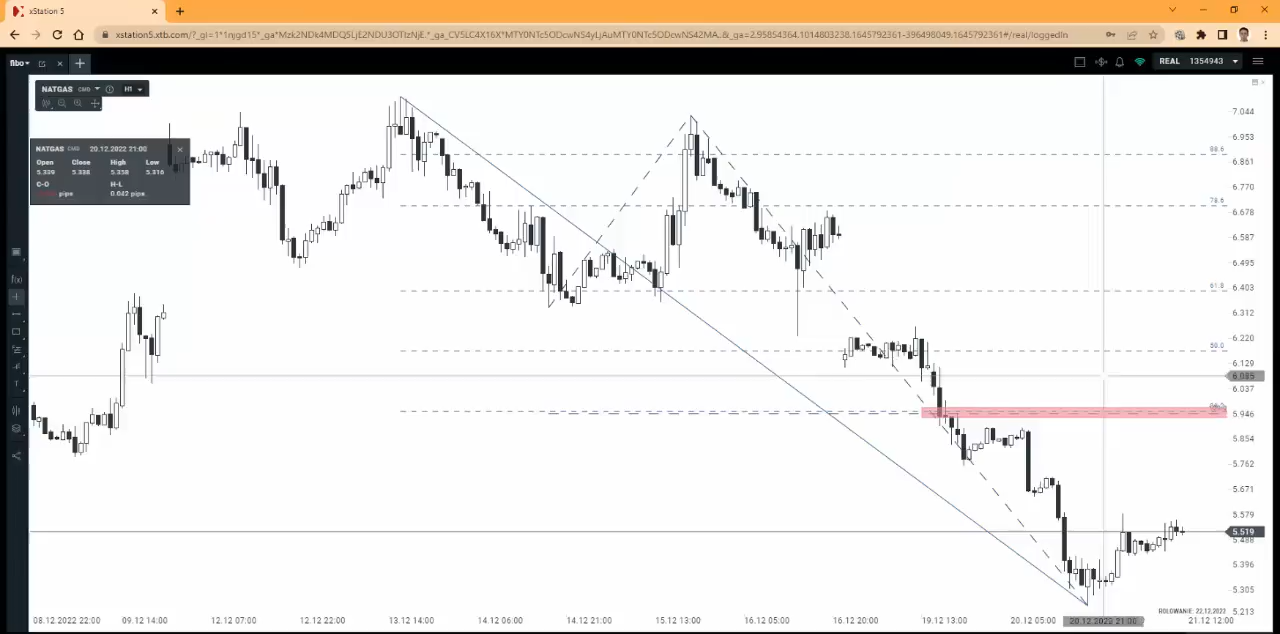 xStation 5
xstation5.xtb.com
fibo
REAL 1354943
NATGAS CMD H1
NATGAS CMD 20.12.2022 21:00
Open Close High Low
5.339 5.338 5.358 5.316
C-O H-L
pips 0.042 pips
f(x)
T
88.6
78.6
61.8
50.0
7.044
6.953
6.861
6.770
6.678
6.587
6.495
6.403
6.312
6.220
6.129
6.085
6.037
5.946
5.854
5.762
5.671
5.579
5.519
5.488
5.396
5.305
5.213
ROLOWANIE: 22.12.2022
08.12.2022 22:00 09.12 14:00 12.12 07:00 12.12 22:00 13.12 14:00 14.12 06:00 14.12 21:00 15.12 13:00 16.12 05:00 16.12 20:00 19.12 13:00 20.12 05:00 20.12.2022 21:00 21.12 12:00